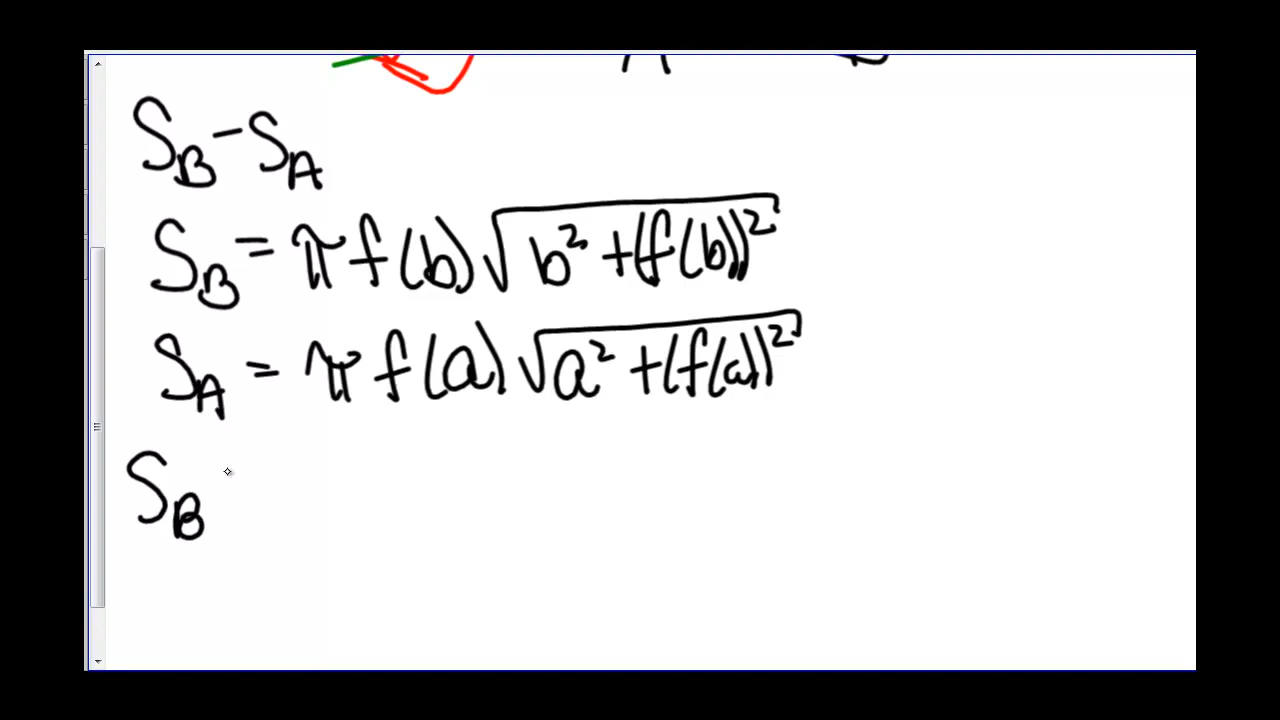 A B
S_B - S_A
S_B = π f(b) √(b² + (f(b))²)
S_A = π f(a) √(a² + (f(a))²)
S_B